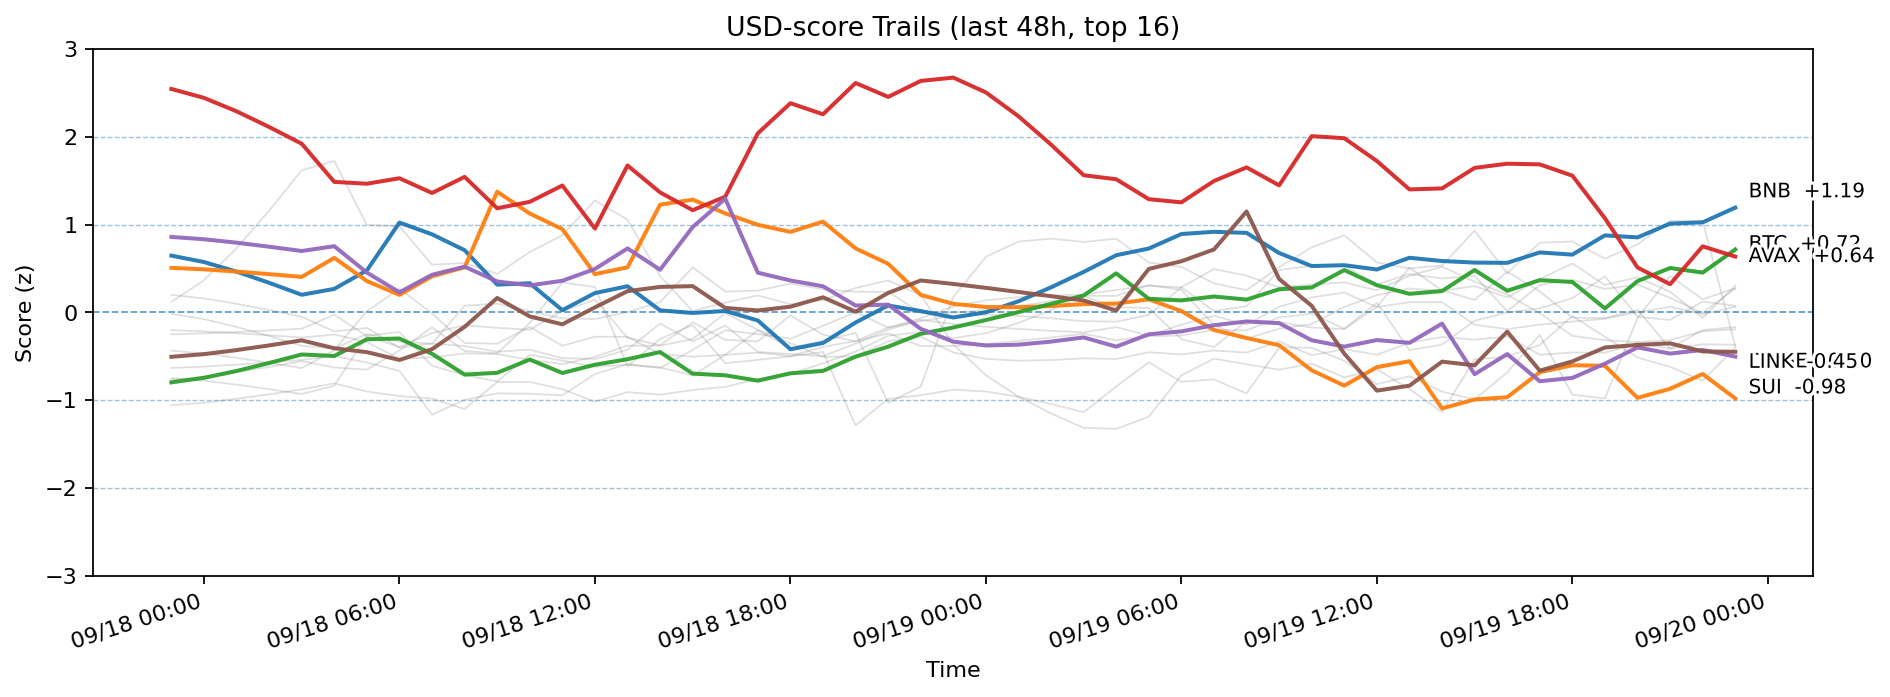 USD-score Trails (last 48h, top 16)
3
2
1
0
−1
−2
−3
Score (z)
BNB +1.19
BTC +0.72
AVAX +0.64
SUI -0.98
09/18 00:00
09/18 06:00
09/18 12:00
09/18 18:00
09/19 00:00
09/19 06:00
09/19 12:00
09/19 18:00
09/20 00:00
Time